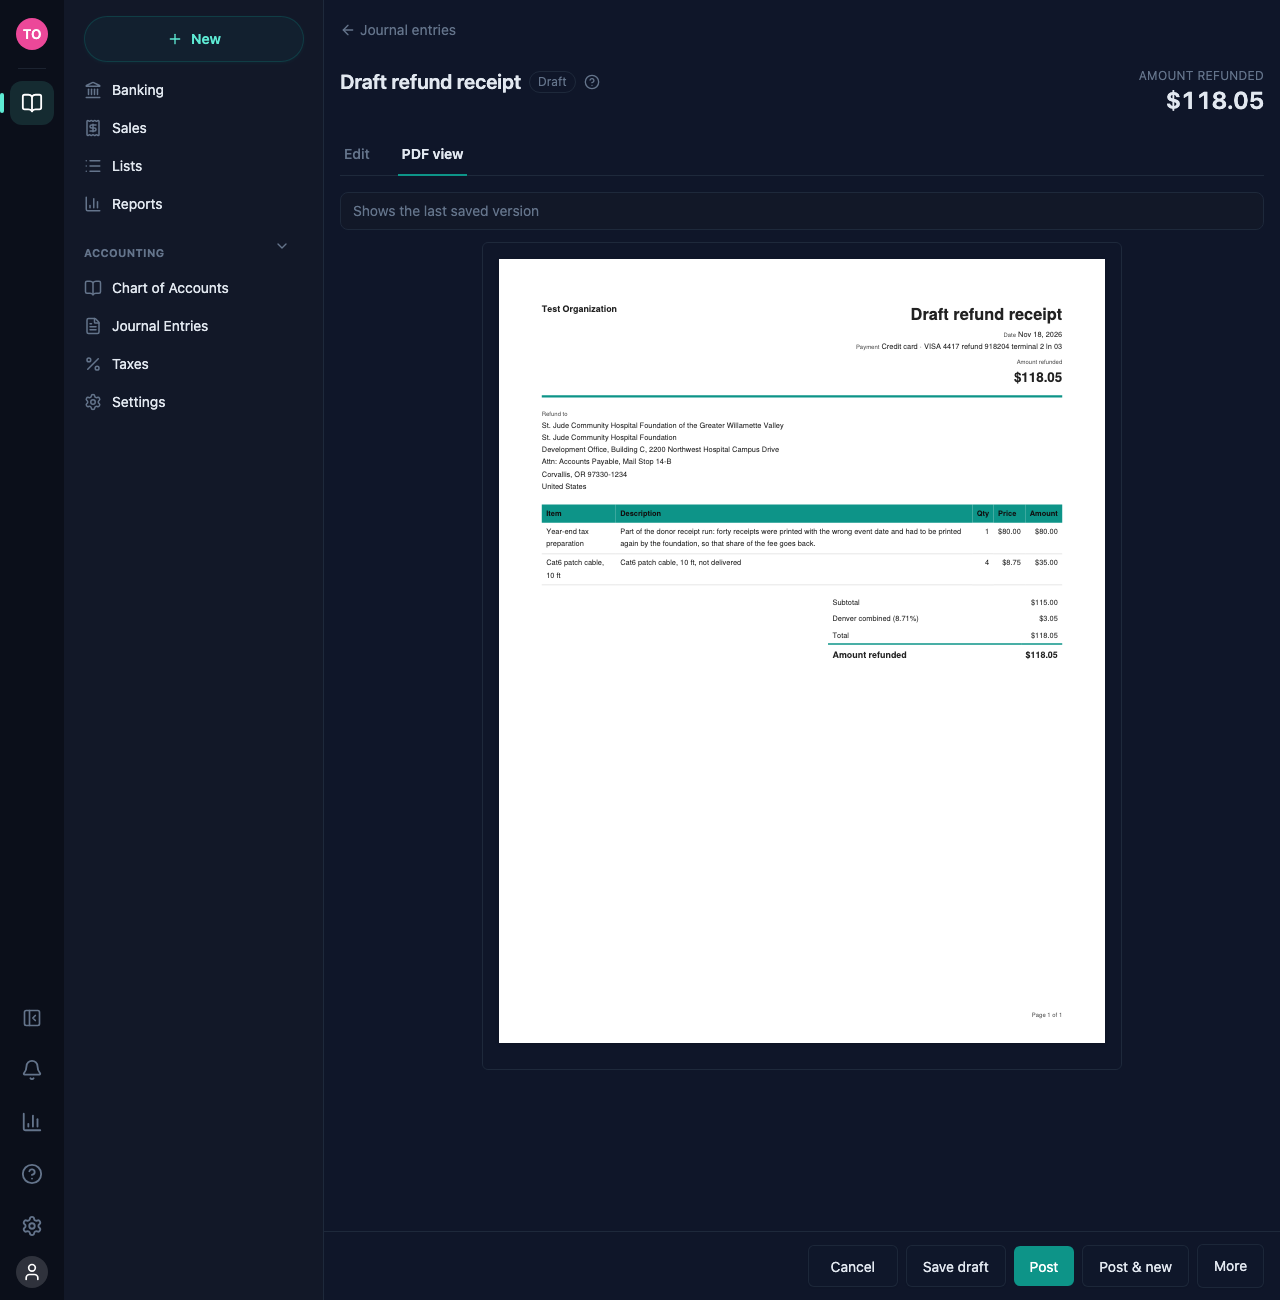 TO
New
Banking
Sales
Lists
Reports
ACCOUNTING
Chart of Accounts
Journal Entries
Taxes
Settings
Journal entries
Draft refund receipt
Draft
AMOUNT REFUNDED
$118.05
Edit
PDF view
Shows the last saved version
Test Organization
Draft refund receipt
Date Nov 18, 2026
Payment Credit card · VISA 4417 refund 918204 terminal 2 ln 03
Amount refunded
$118.05
Refund to
St. Jude Community Hospital Foundation of the Greater Willamette Valley
St. Jude Community Hospital Foundation
Development Office, Building C, 2200 Northwest Hospital Campus Drive
Attn: Accounts Payable, Mail Stop 14-B
Corvallis, OR 97330-1234
United States
Item Description Qty Price Amount
Year-end tax preparation Part of the donor receipt run: forty receipts were printed with the wrong event date and had to be printed again by the foundation, so that share of the fee goes back. 1 $80.00 $80.00
Cat6 patch cable, 10 ft Cat6 patch cable, 10 ft, not delivered 4 $8.75 $35.00
Subtotal $115.00
Denver combined (8.71%) $3.05
Total $118.05
Amount refunded $118.05
Page 1 of 1
Cancel
Save draft
Post
Post & new
More